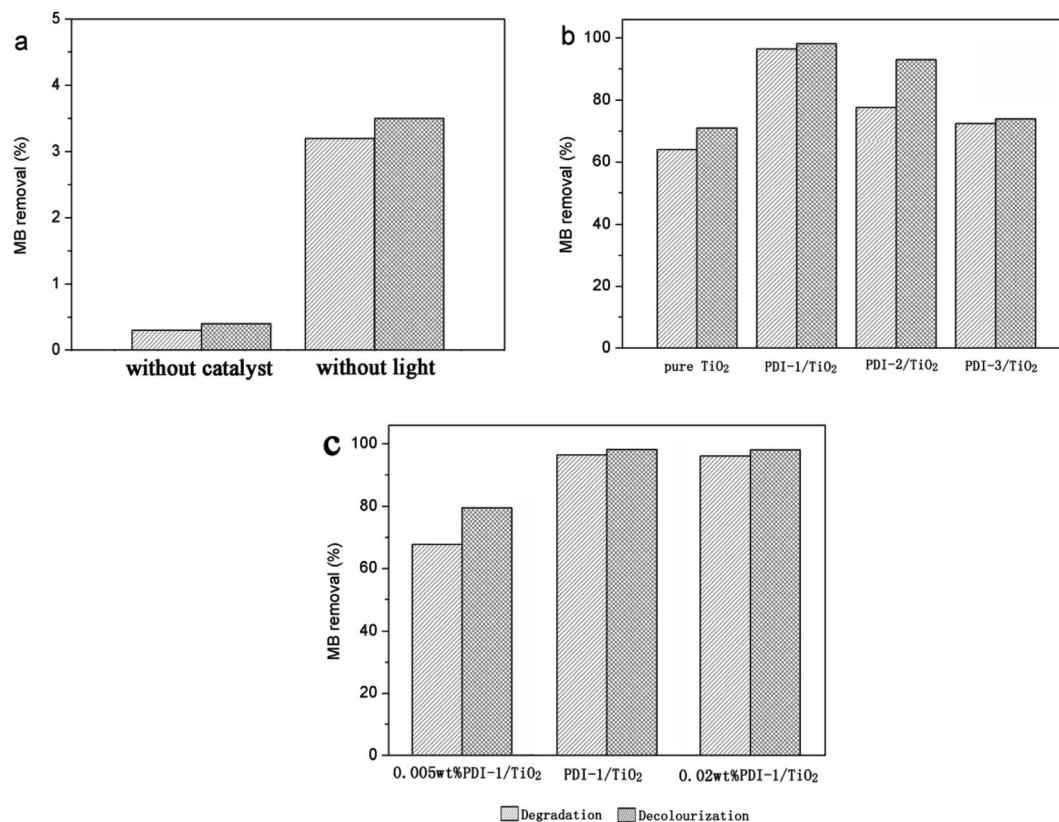 a
5
4
3
2
1
0
MB removal (%)
without catalyst without light
b
100
80
60
40
20
0
MB removal (%)
pure TiO₂ PDI-1/TiO₂ PDI-2/TiO₂ PDI-3/TiO₂
c
100
80
60
40
20
0
MB removal (%)
0.005wt%PDI-1/TiO₂ PDI-1/TiO₂ 0.02wt%PDI-1/TiO₂
Degradation Decolourization